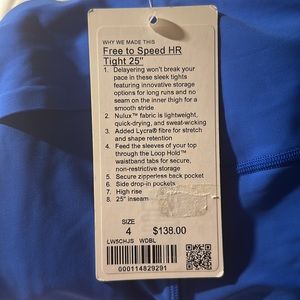 WHY WE MADE THIS
Free to Speed HR
Tight 25"
1. Delayering won't break your
pace in these sleek tights
featuring innovative storage
options for long runs and no
seam on the inner thigh for a
smooth stride
2. Nulux™ fabric is lightweight,
quick-drying, and sweat-wicking
3. Added Lycra® fibre for stretch
and shape retention
4. Feed the sleeves of your top
through the Loop Hold™
waistband tabs for secure,
non-restrictive storage
5. Secure zipperless back pocket
6. Side drop-in pockets
7. High rise
8. 25" inseam
SIZE
4 $138.00
LW5CHJS WDBL
000114829291